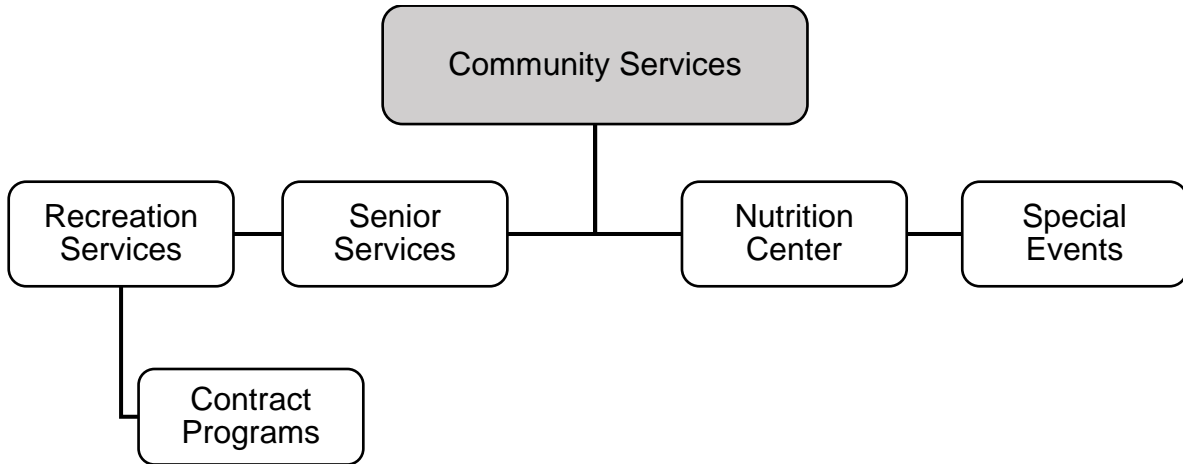 Community Services
Recreation
Services
Senior
Services
Nutrition
Center
Special
Events
Contract
Programs